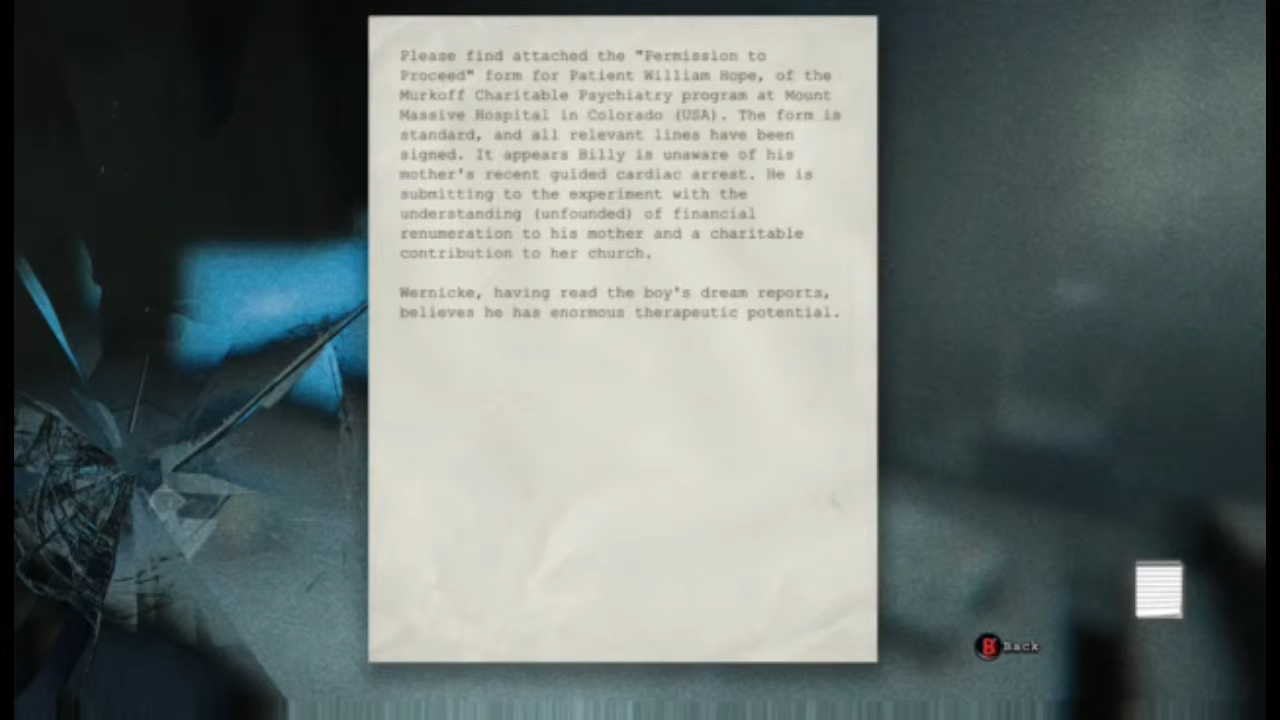 Please find attached the "Permission to
Proceed" form for Patient William Hope, of the
Murkoff Charitable Psychiatry program at Mount
Massive Hospital in Colorado (USA). The form is
standard, and all relevant lines have been
signed. It appears Billy is unaware of his
mother's recent guided cardiac arrest. He is
submitting to the experiment with the
understanding (unfounded) of financial
renumeration to his mother and a charitable
contribution to her church.
Wernicke, having read the boy's dream reports,
believes he has enormous therapeutic potential.
B Back